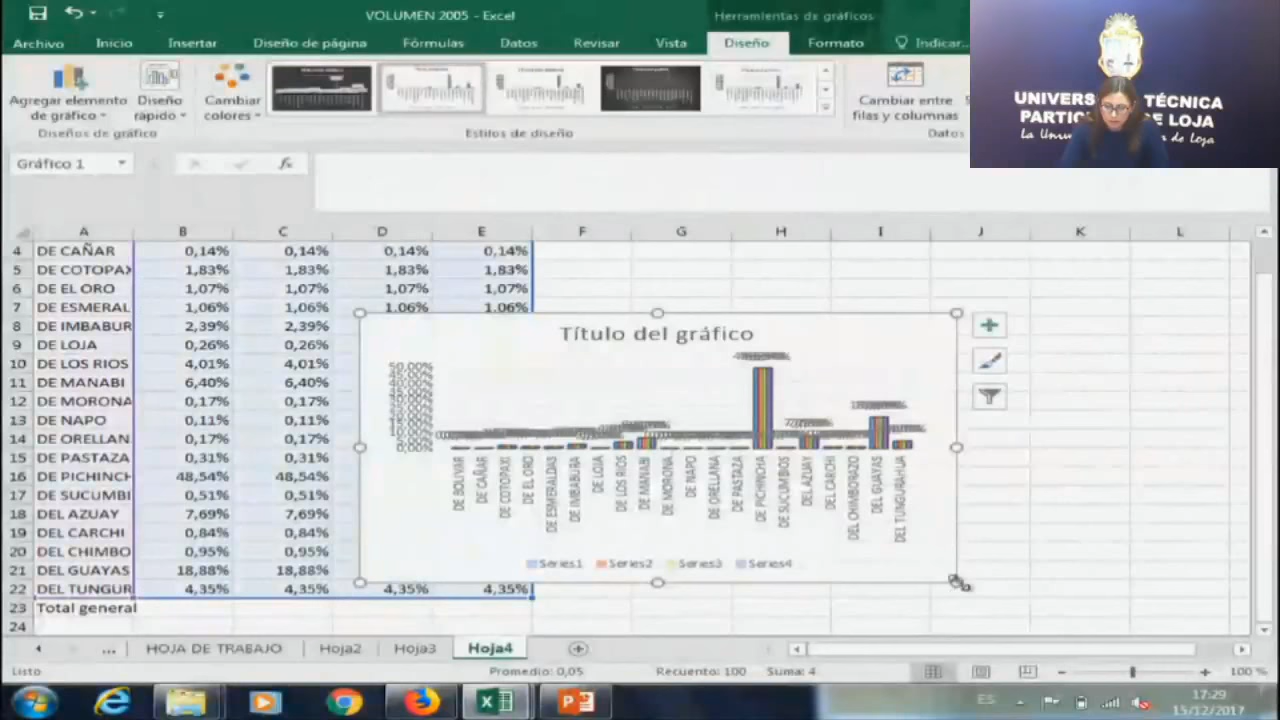 VOLUMEN 2005 - Excel
Herramientas de gráficos
Archivo Inicio Insertar Diseño de página Fórmulas Datos Revisar Vista Diseño Formato Indicar...
Agregar elemento de gráfico
Diseño rápido
Cambiar colores
Cambiar entre filas y columnas
Diseños de gráfico
Estilos de diseño
Datos
UNIVERS TÉCNICA
PARTIC DE LOJA
de Loja
Gráfico 1
fx
A B C D E F G H I J K L
4 DE CAÑAR 0,14% 0,14% 0,14% 0,14%
5 DE COTOPAX 1,83% 1,83% 1,83% 1,83%
6 DE EL ORO 1,07% 1,07% 1,07% 1,07%
7 DE ESMERAL 1,06% 1,06% 1,06% 1,06%
8 DE IMBABUR 2,39% 2,39%
9 DE LOJA 0,26% 0,26%
10 DE LOS RIOS 4,01% 4,01%
11 DE MANABI 6,40% 6,40%
12 DE MORONA 0,17% 0,17%
13 DE NAPO 0,11% 0,11%
14 DE ORELLAN 0,17% 0,17%
15 DE PASTAZA 0,31% 0,31%
16 DE PICHINCH 48,54% 48,54%
17 DE SUCUMBI 0,51% 0,51%
18 DEL AZUAY 7,69% 7,69%
19 DEL CARCHI 0,84% 0,84%
20 DEL CHIMBO 0,95% 0,95%
21 DEL GUAYAS 18,88% 18,88%
22 DEL TUNGUR 4,35% 4,35% 4,35% 4,35%
23 Total general
24
Título del gráfico
50,00%
0,00%
DE BOLIVAR
DE CAÑAR
DE COTOPAXI
DE EL ORO
DE ESMERALDAS
DE IMBABURA
DE LOJA
DE LOS RIOS
DE MANABI
DE MORONA
DE NAPO
DE ORELLANA
DE PASTAZA
DE PICHINCHA
DE SUCUMBIOS
DEL AZUAY
DEL CARCHI
DEL CHIMBORAZO
DEL GUAYAS
DEL TUNGURAHUA
Series1 Series2 Series3 Series4
... HOJA DE TRABAJO Hoja2 Hoja3 Hoja4
Listo Promedio: 0,05 Recuento: 100 Suma: 4 100 %
ES
17:29
15/12/2017